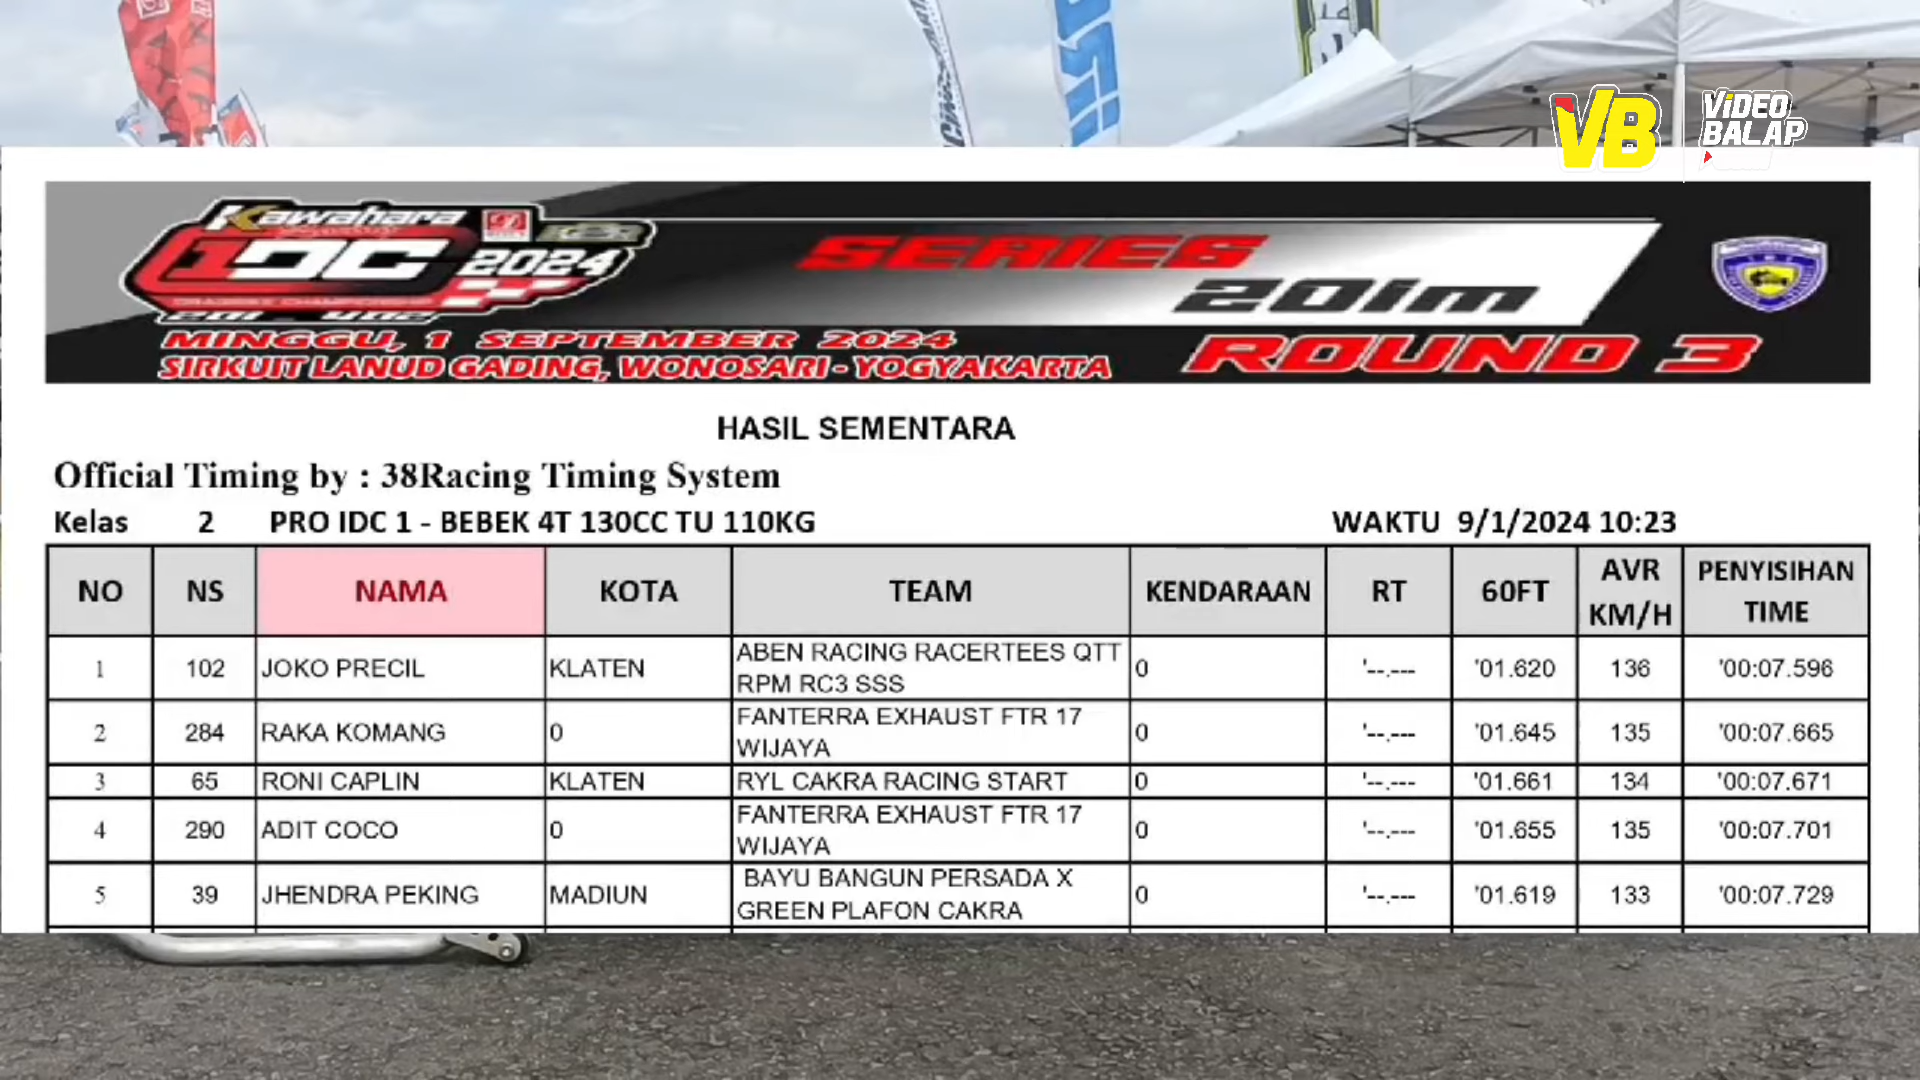 VB ViDEO
BALAP
Kawahara
IDC 2024
SERIES
201m
MINGGU, 1 SEPTEMBER 2024
SIRKUIT LANUD GADING, WONOSARI - YOGYAKARTA
ROUND 3
HASIL SEMENTARA
Official Timing by : 38Racing Timing System
Kelas 2 PRO IDC 1 - BEBEK 4T 130CC TU 110KG WAKTU 9/1/2024 10:23
NO NS NAMA KOTA TEAM KENDARAAN RT 60FT AVR KM/H PENYISIHAN TIME
1 102 JOKO PRECIL KLATEN ABEN RACING RACERTEES QTT RPM RC3 SSS 0 '--.--- '01.620 136 '00:07.596
2 284 RAKA KOMANG 0 FANTERRA EXHAUST FTR 17 WIJAYA 0 '--.--- '01.645 135 '00:07.665
3 65 RONI CAPLIN KLATEN RYL CAKRA RACING START 0 '--.--- '01.661 134 '00:07.671
4 290 ADIT COCO 0 FANTERRA EXHAUST FTR 17 WIJAYA 0 '--.--- '01.655 135 '00:07.701
5 39 JHENDRA PEKING MADIUN BAYU BANGUN PERSADA X GREEN PLAFON CAKRA 0 '--.--- '01.619 133 '00:07.729